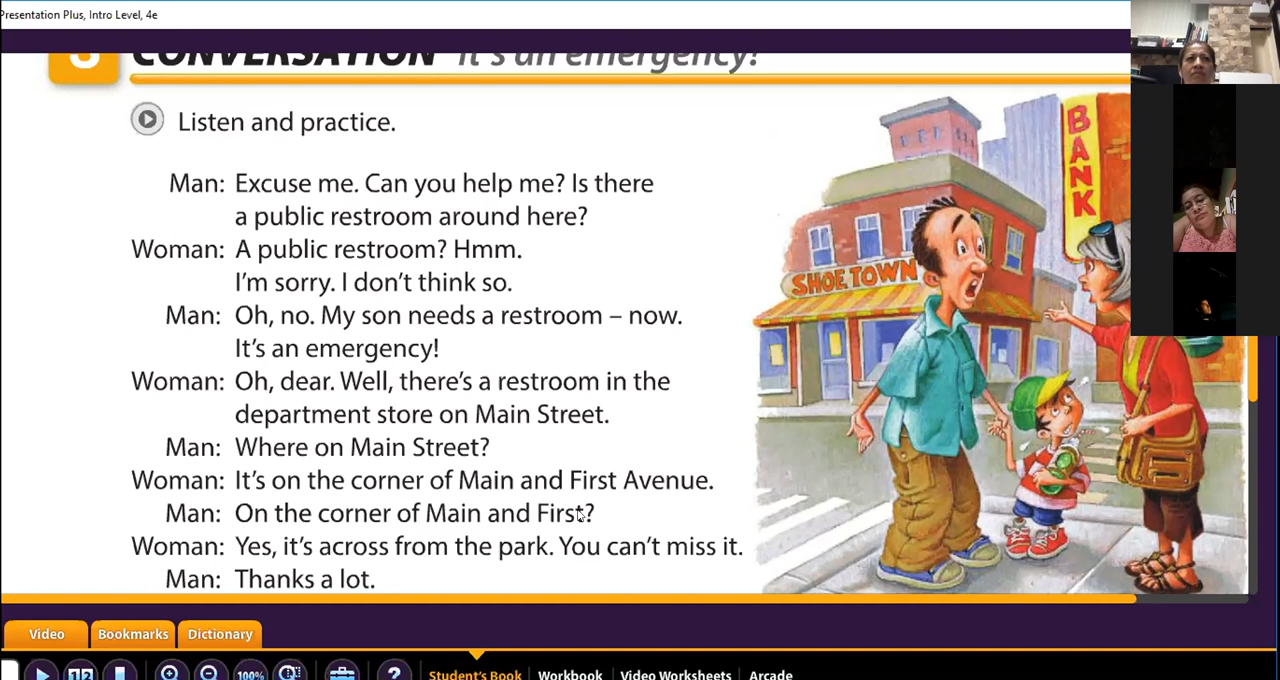 Presentation Plus, Intro Level, 4e
CONVERSATION It's an emergency!
Listen and practice.
Man: Excuse me. Can you help me? Is there
a public restroom around here?
Woman: A public restroom? Hmm.
I'm sorry. I don't think so.
Man: Oh, no. My son needs a restroom – now.
It's an emergency!
Woman: Oh, dear. Well, there's a restroom in the
department store on Main Street.
Man: Where on Main Street?
Woman: It's on the corner of Main and First Avenue.
Man: On the corner of Main and First?
Woman: Yes, it's across from the park. You can't miss it.
Man: Thanks a lot.
SHOE TOWN
BANK
Video Bookmarks Dictionary
100% ? Student's Book Workbook Video Worksheets Arcade